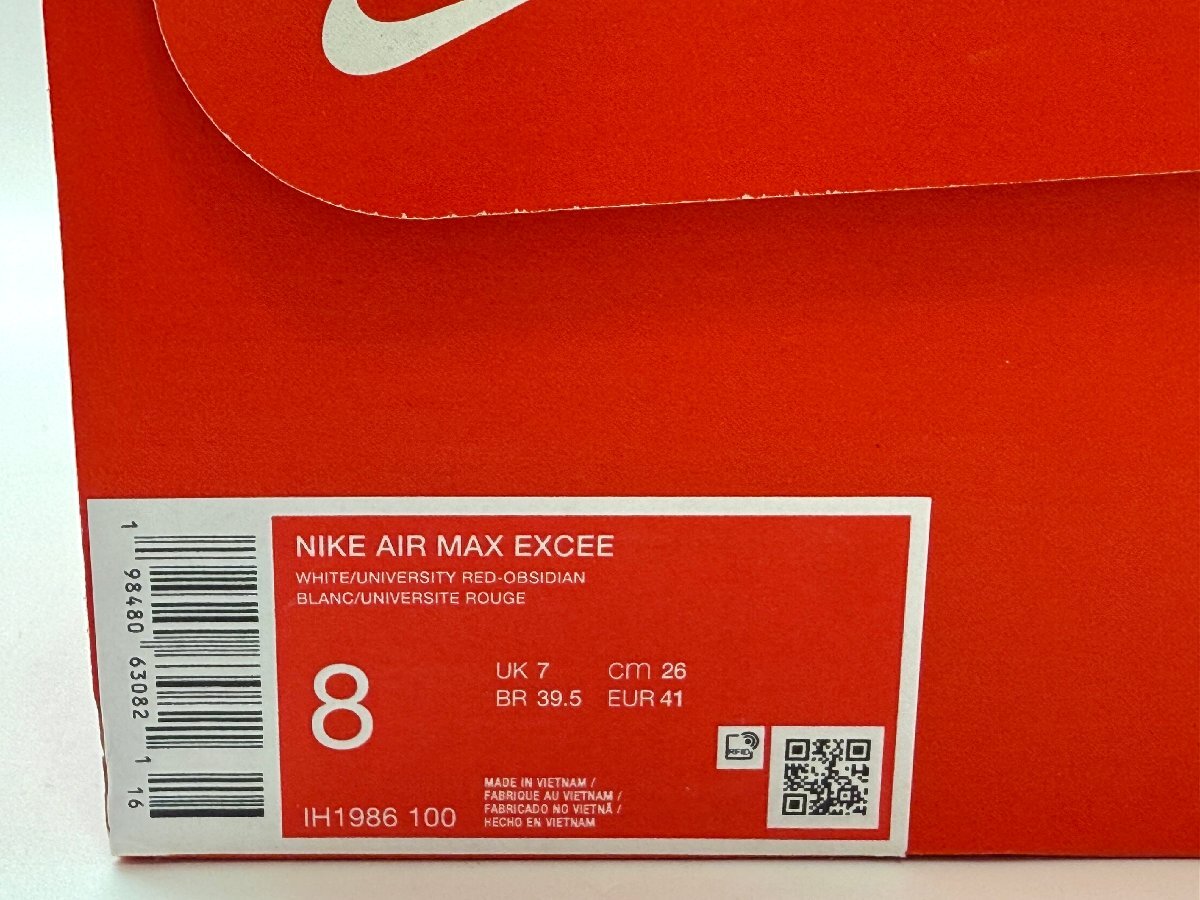 NIKE AIR MAX EXCEE
WHITE/UNIVERSITY RED-OBSIDIAN
BLANC/UNIVERSITE ROUGE
8
UK 7 cm 26
BR 39.5 EUR 41
RFID
IH1986 100
MADE IN VIETNAM /
FABRIQUE AU VIETNAM /
FABRICADO NO VIETNÃ /
HECHO EN VIETNAM
1 98480 63082 1 16